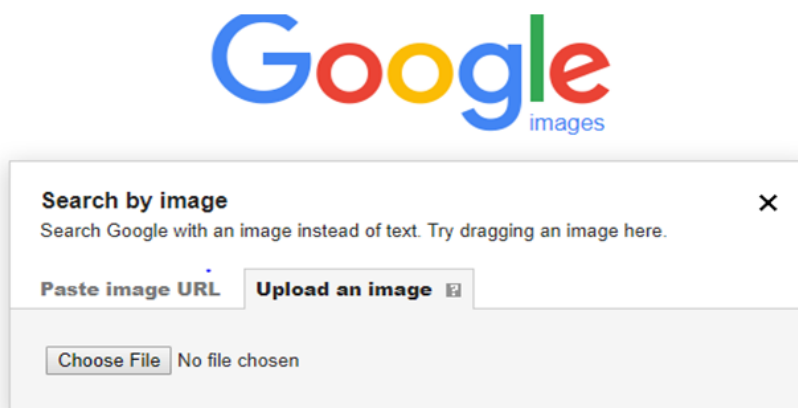 Google
images
Search by image
Search Google with an image instead of text. Try dragging an image here.
Paste image URL Upload an image ?
Choose File No file chosen